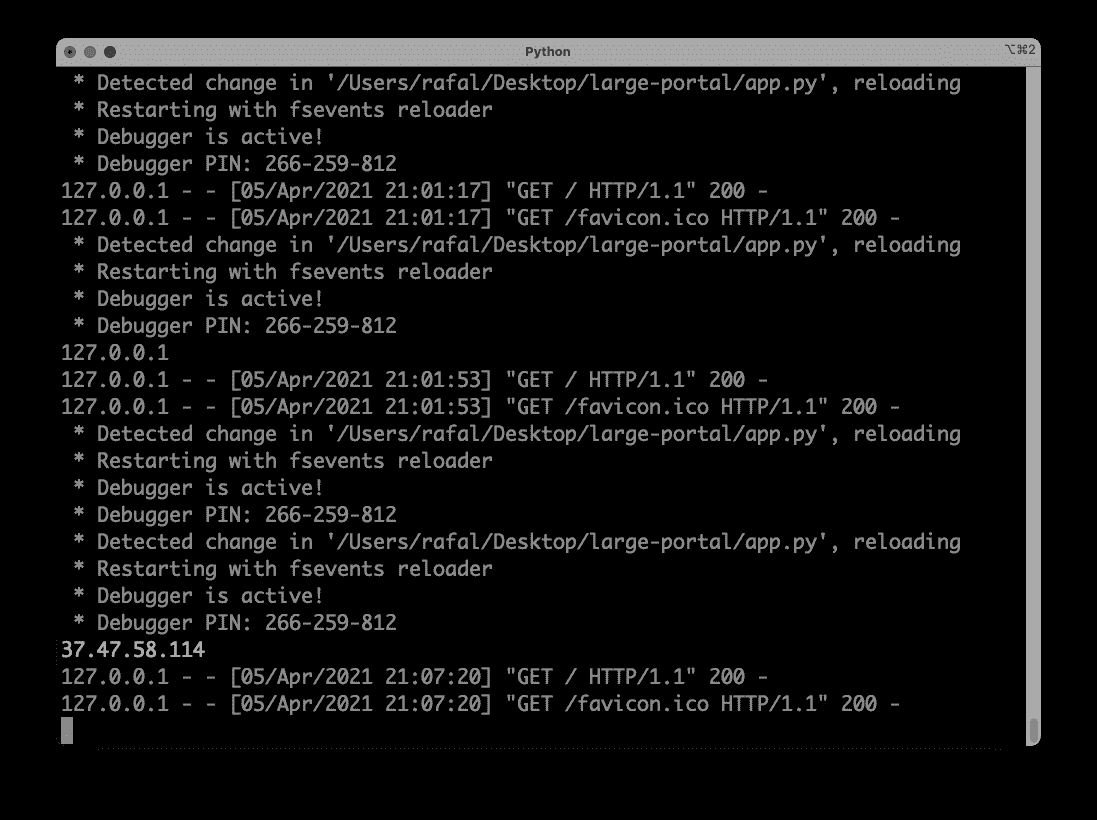 Python
⌥⌘2
* Detected change in '/Users/rafal/Desktop/large-portal/app.py', reloading
* Restarting with fsevents reloader
* Debugger is active!
* Debugger PIN: 266-259-812
127.0.0.1 - - [05/Apr/2021 21:01:17] "GET / HTTP/1.1" 200 -
127.0.0.1 - - [05/Apr/2021 21:01:17] "GET /favicon.ico HTTP/1.1" 200 -
* Detected change in '/Users/rafal/Desktop/large-portal/app.py', reloading
* Restarting with fsevents reloader
* Debugger is active!
* Debugger PIN: 266-259-812
127.0.0.1
127.0.0.1 - - [05/Apr/2021 21:01:53] "GET / HTTP/1.1" 200 -
127.0.0.1 - - [05/Apr/2021 21:01:53] "GET /favicon.ico HTTP/1.1" 200 -
* Detected change in '/Users/rafal/Desktop/large-portal/app.py', reloading
* Restarting with fsevents reloader
* Debugger is active!
* Debugger PIN: 266-259-812
* Detected change in '/Users/rafal/Desktop/large-portal/app.py', reloading
* Restarting with fsevents reloader
* Debugger is active!
* Debugger PIN: 266-259-812
37.47.58.114
127.0.0.1 - - [05/Apr/2021 21:07:20] "GET / HTTP/1.1" 200 -
127.0.0.1 - - [05/Apr/2021 21:07:20] "GET /favicon.ico HTTP/1.1" 200 -